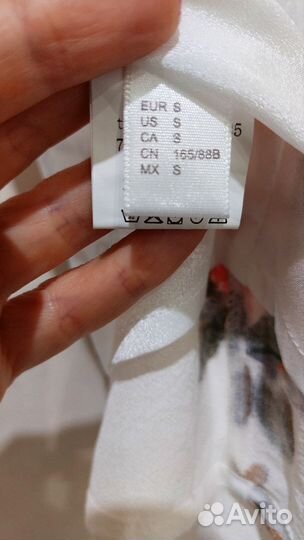 EUR S
US S
CA S
CN 165/88B
MX S
Avito